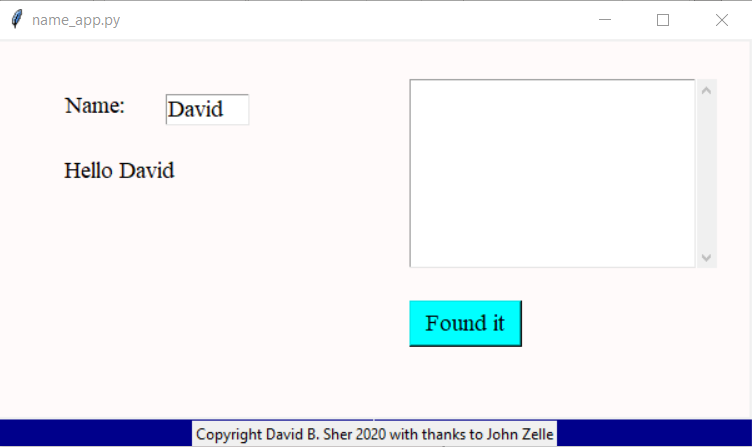 name_app.py
Name: David
Hello David
Found it
Copyright David B. Sher 2020 with thanks to John Zelle